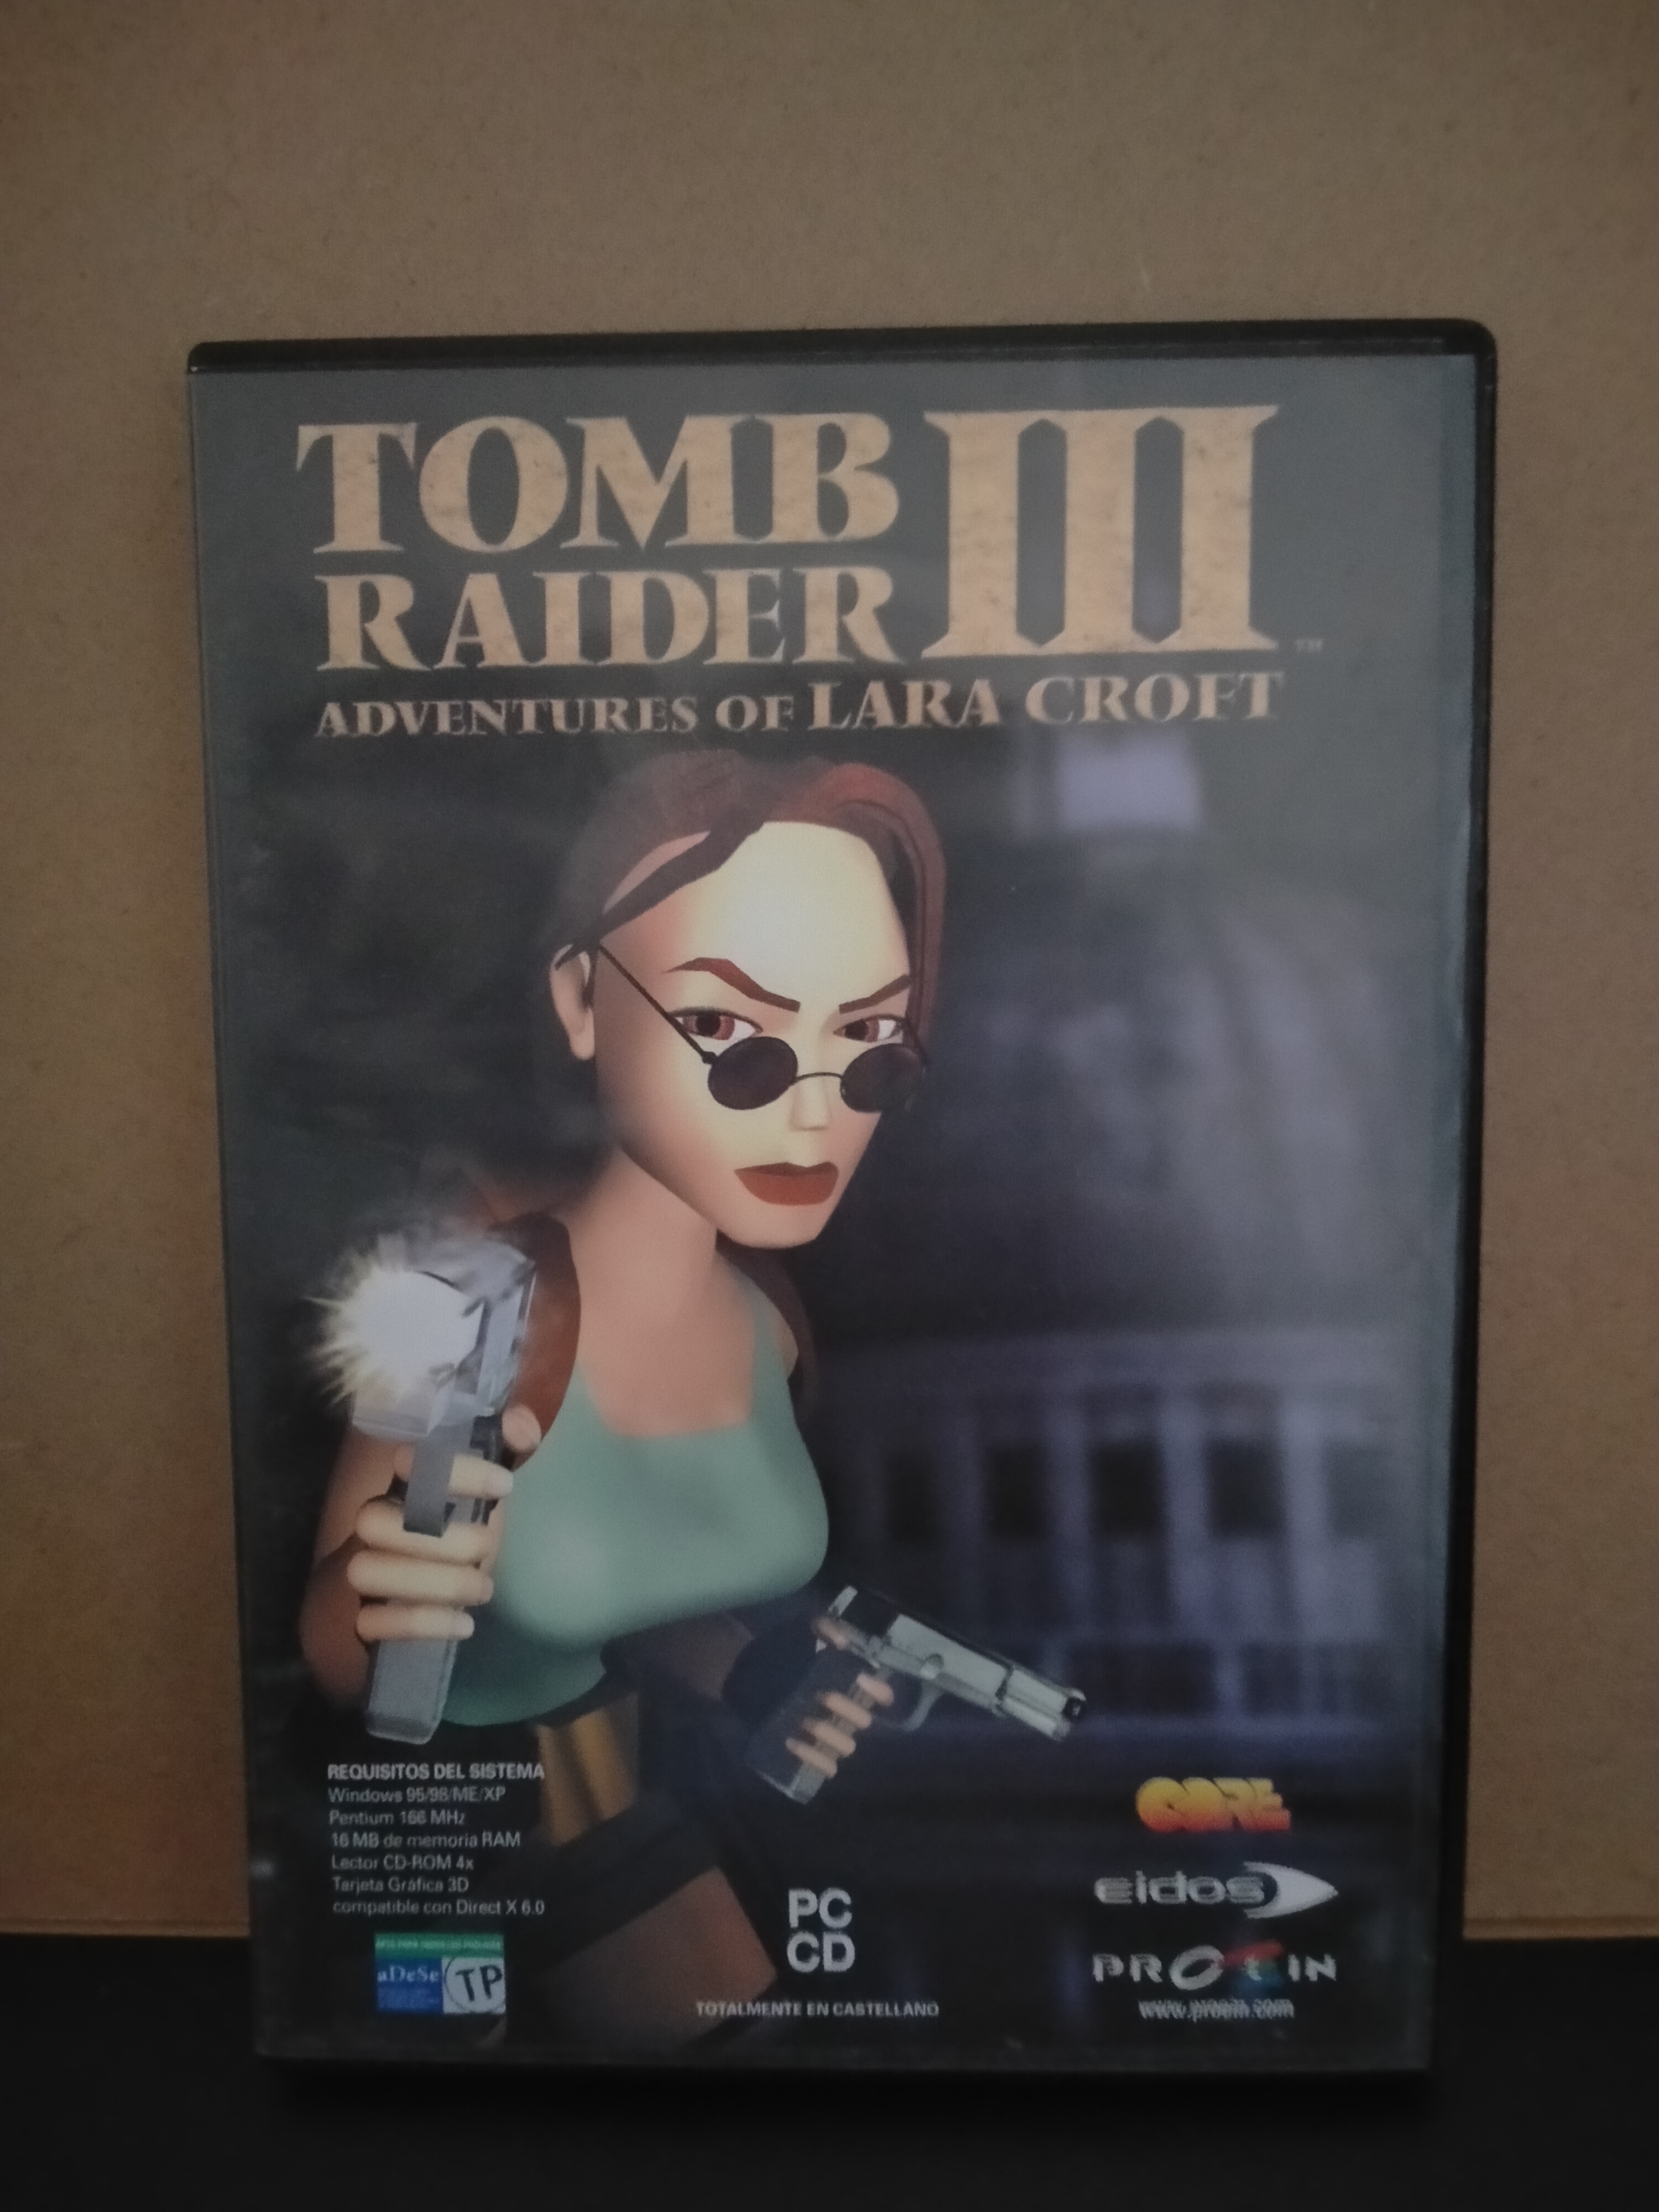 TOMB
RAIDER III™
ADVENTURES OF LARA CROFT
REQUISITOS DEL SISTEMA
Windows 95/98/ME/XP
Pentium 166 MHz
16 MB de memoria RAM
Lector CD-ROM 4x
Tarjeta Gráfica 3D
compatible con Direct X 6.0
aDeSe TP
PC
CD
TOTALMENTE EN CASTELLANO
CORE
eidos
PROEIN
www.proein.com